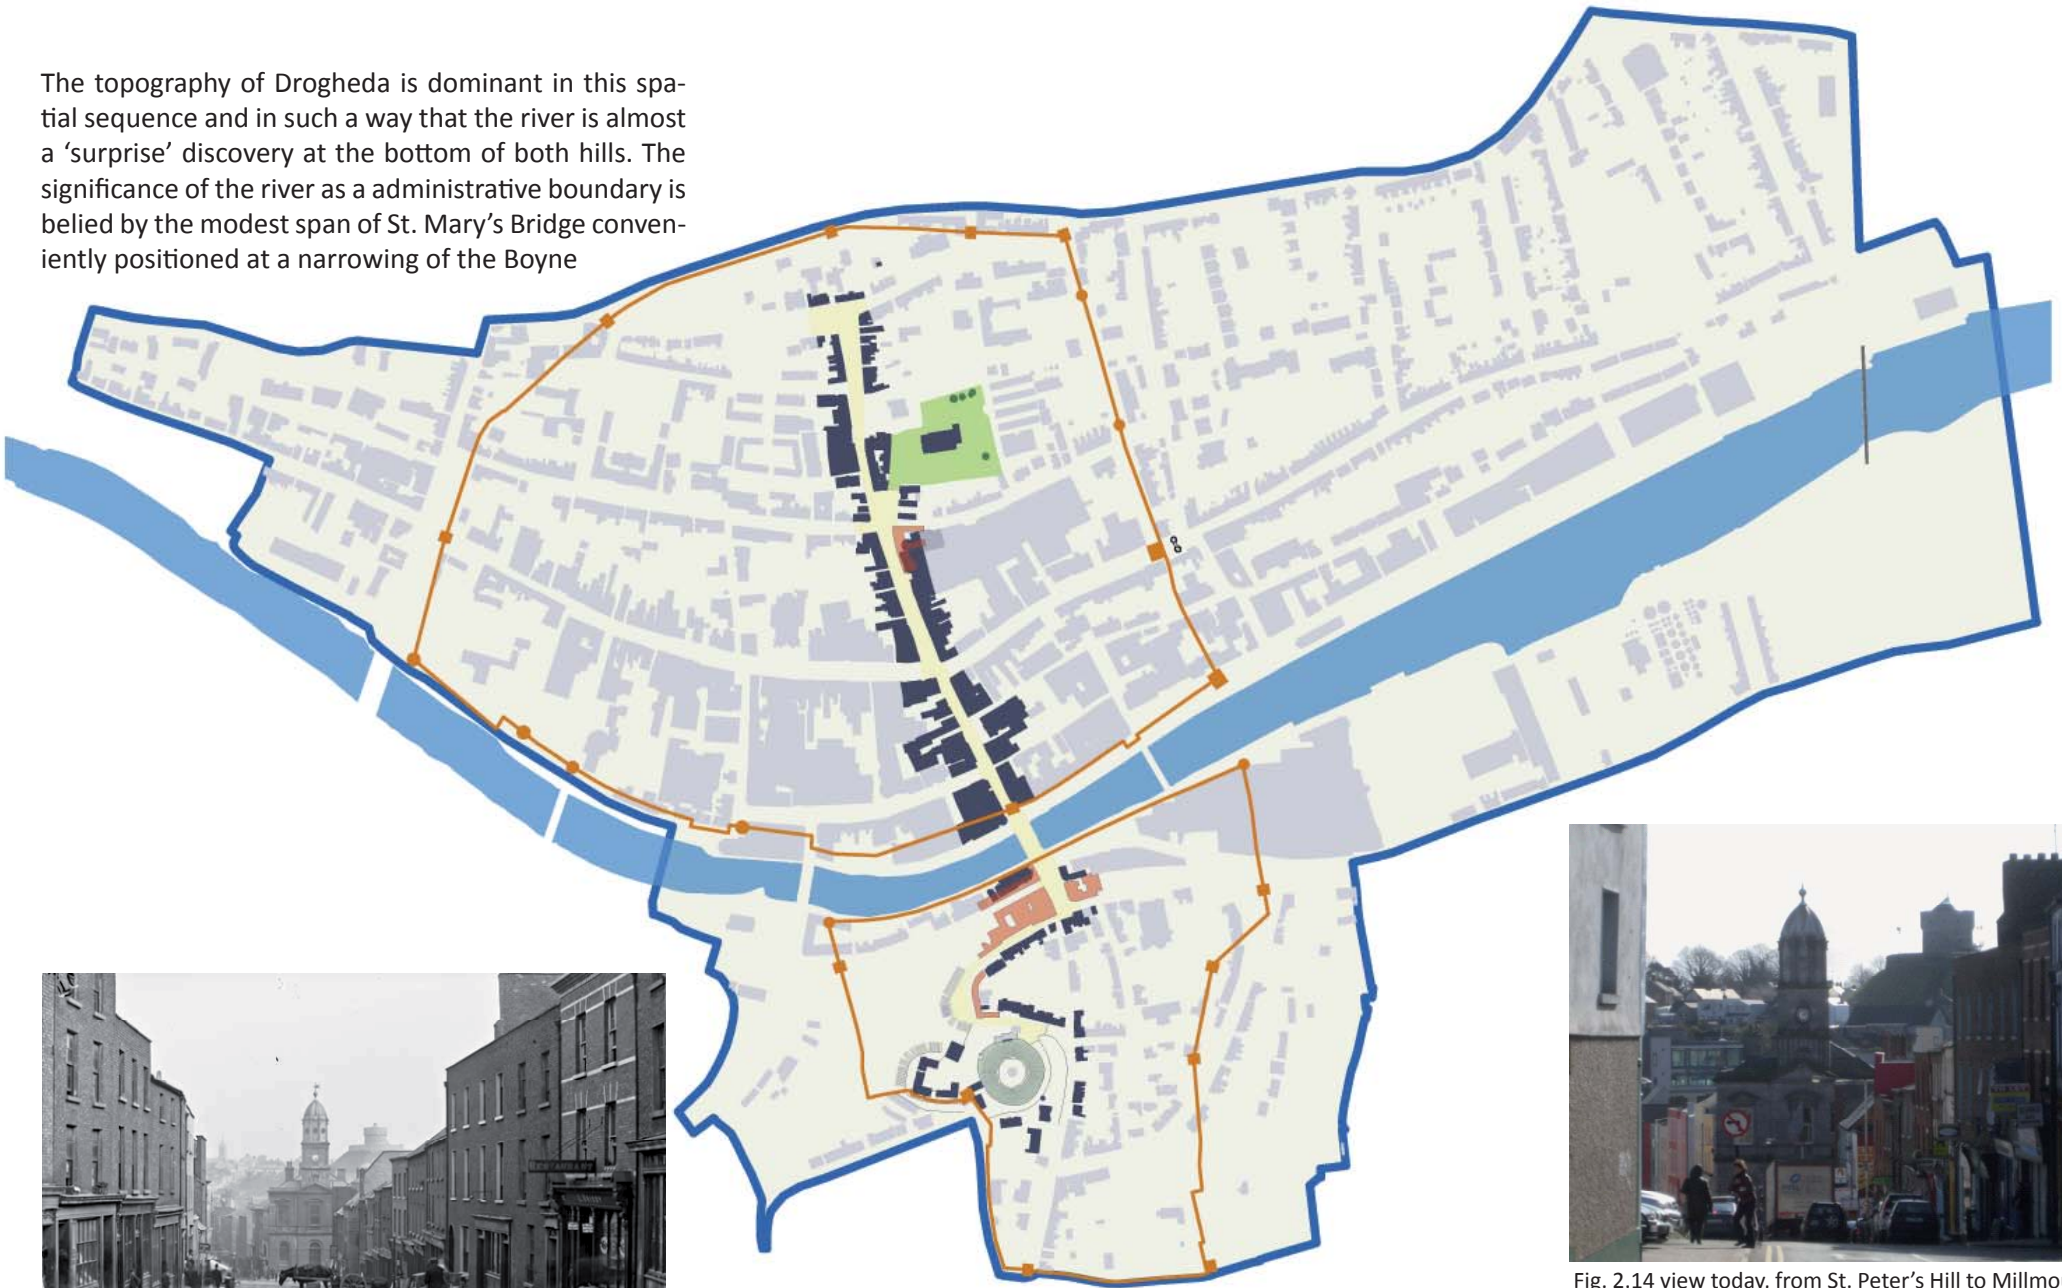 The topography of Drogheda is dominant in this spa-
tial sequence and in such a way that the river is almost
a ‘surprise’ discovery at the bottom of both hills. The
significance of the river as a administrative boundary is
belied by the modest span of St. Mary’s Bridge conven-
iently positioned at a narrowing of the Boyne
Fig. 2.14 view today, from St. Peter’s Hill to Millmo